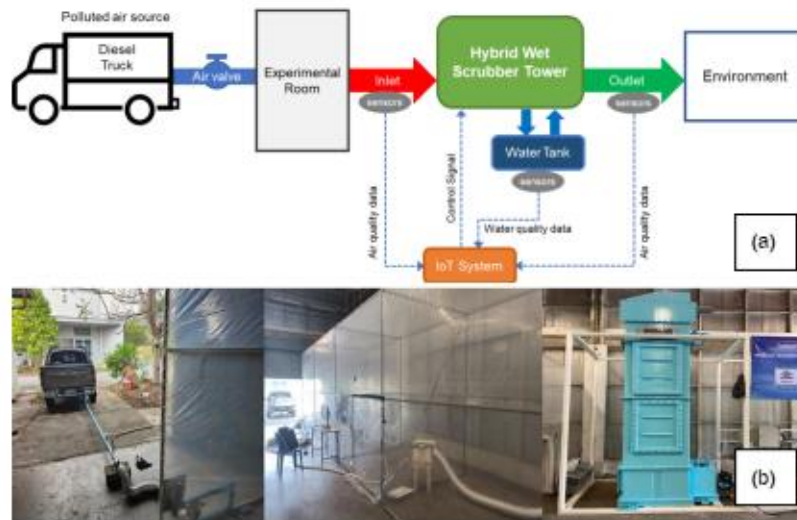 Polluted air source
Diesel
Truck
Air valve
Experimental
Room
Inlet
sensors
Hybrid Wet
Scrubber Tower
Outlet
sensors
Environment
Water Tank
sensors
Air quality data
Control Signal
Water quality data
Air quality data
IoT System
(a)
(b)